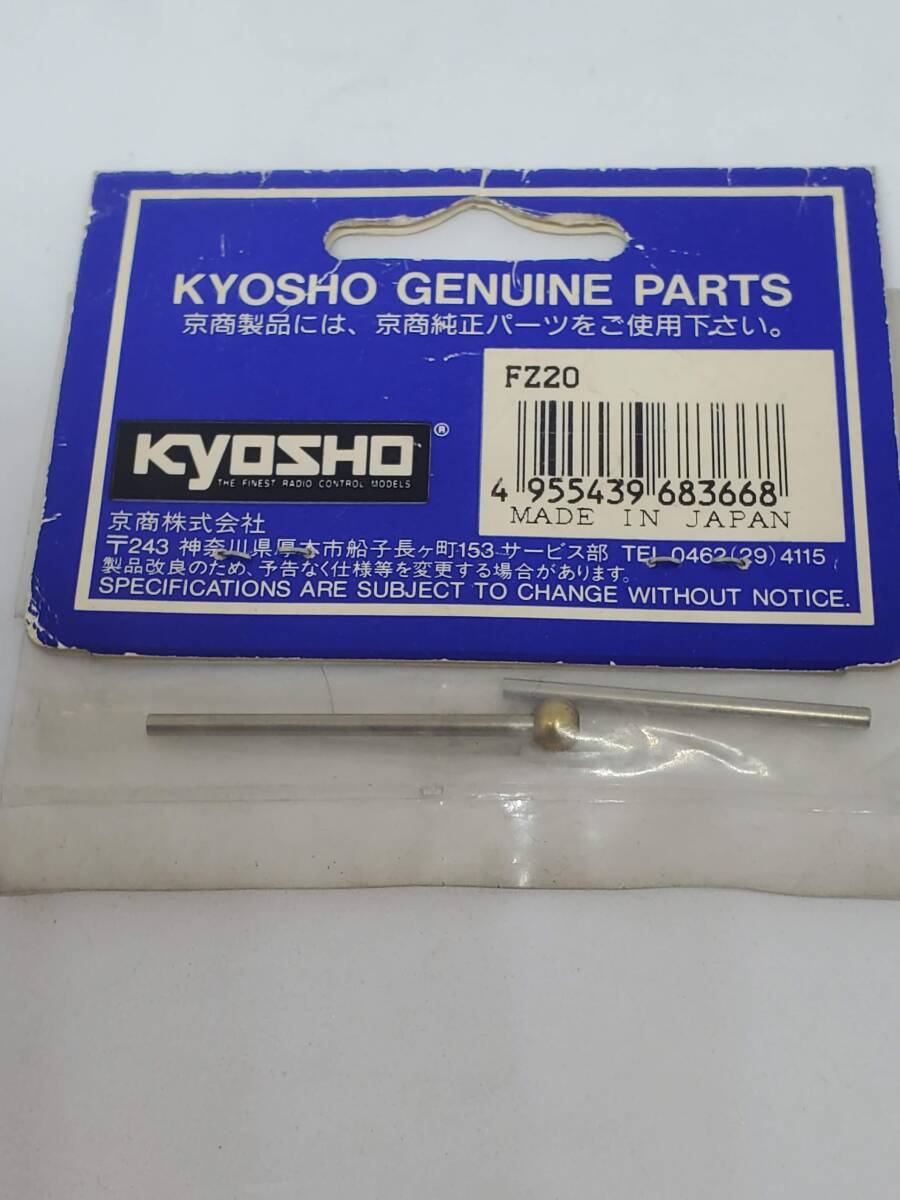 KYOSHO GENUINE PARTS
京商製品には、京商純正パーツをご使用下さい。
FZ20
4 955439 683668
MADE IN JAPAN
KYOSHO ®
THE FINEST RADIO CONTROL MODELS
京商株式会社
〒243 神奈川県厚木市船子長ヶ町153 サービス部 TEL 0462(29)4115
製品改良のため、予告なく仕様等を変更する場合があります。
SPECIFICATIONS ARE SUBJECT TO CHANGE WITHOUT NOTICE.